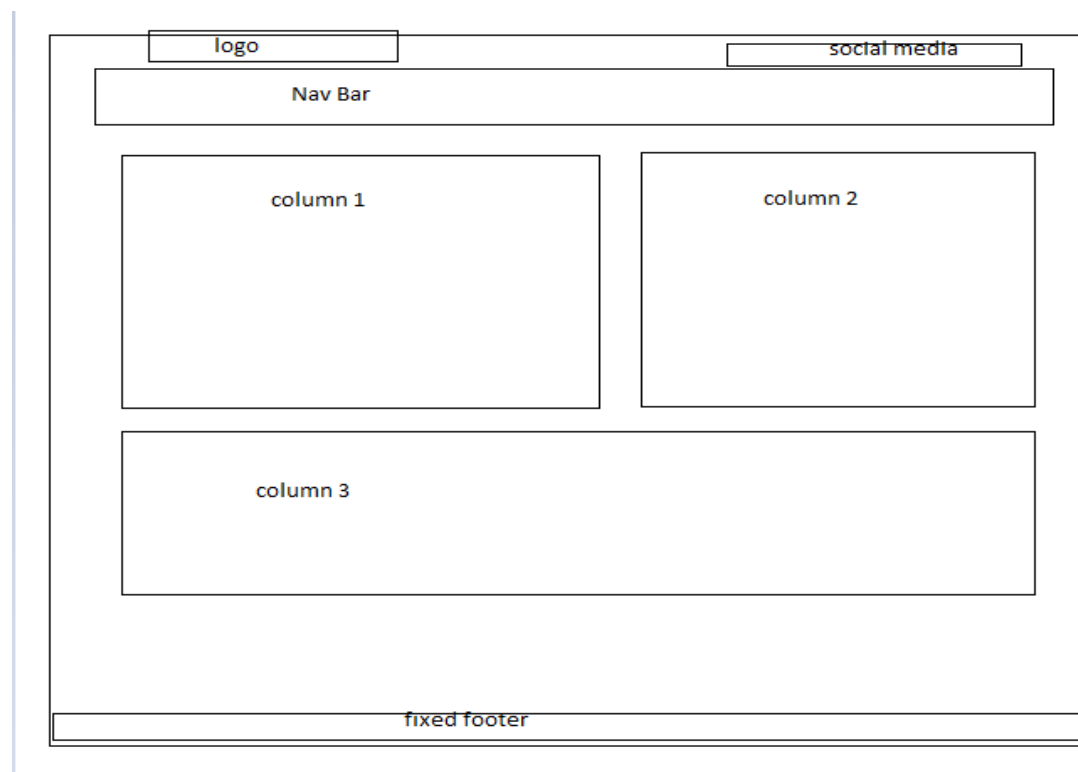 logo
social media
Nav Bar
column 1
column 2
column 3
fixed footer